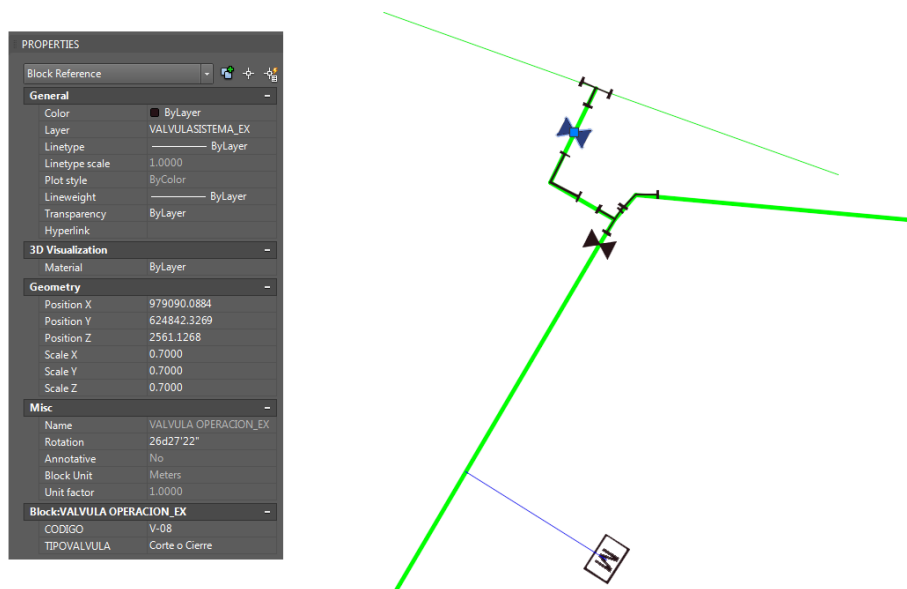 PROPERTIES
Block Reference
General
Color ByLayer
Layer VALVULASISTEMA_EX
Linetype ByLayer
Linetype scale 1.0000
Plot style ByColor
Lineweight ByLayer
Transparency ByLayer
Hyperlink
3D Visualization
Material ByLayer
Geometry
Position X 979090.0884
Position Y 624842.3269
Position Z 2561.1268
Scale X 0.7000
Scale Y 0.7000
Scale Z 0.7000
Misc
Name VALVULA OPERACION_EX
Rotation 26d27'22"
Annotative No
Block Unit Meters
Unit factor 1.0000
Block:VALVULA OPERACION_EX
CODIGO V-08
TIPOVALVULA Corte o Cierre
M